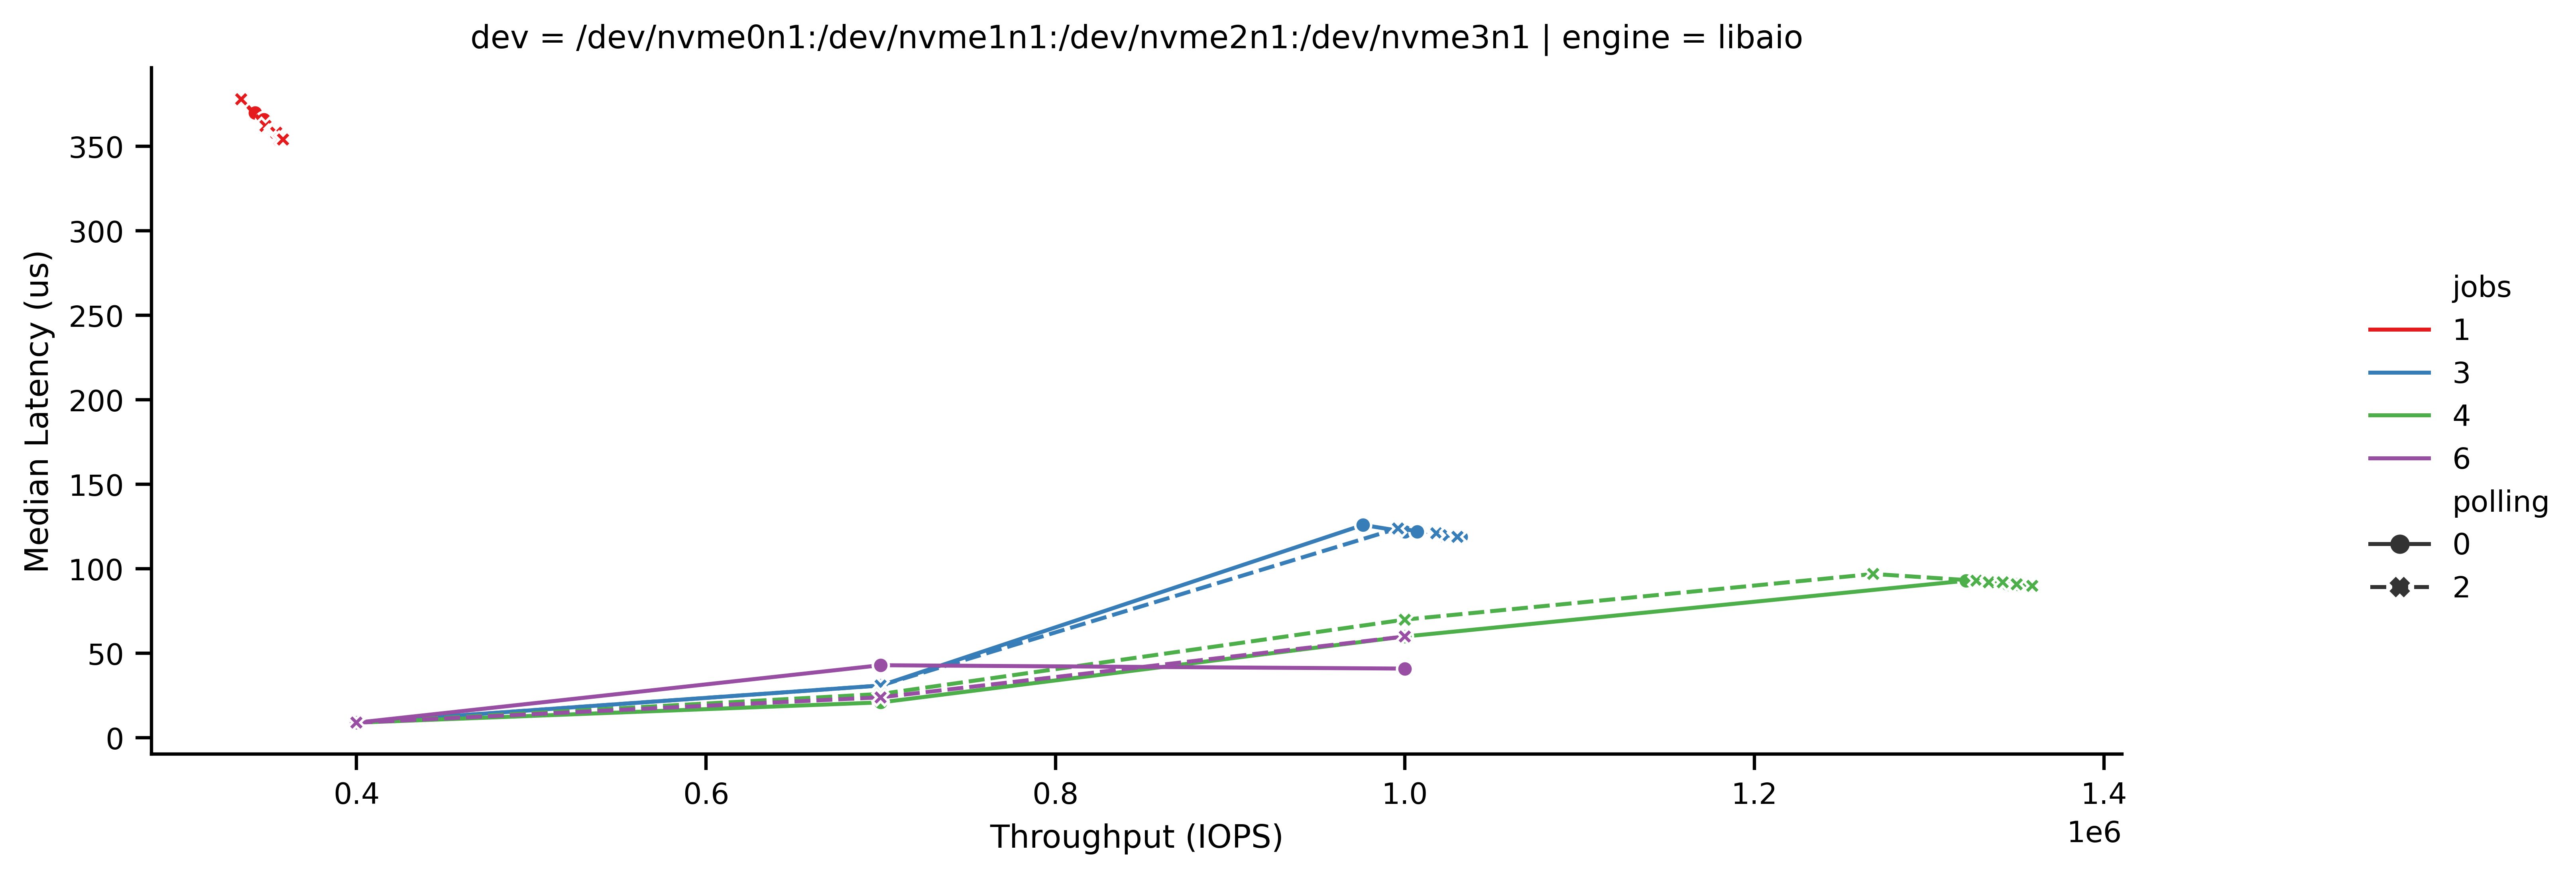 dev = /dev/nvme0n1:/dev/nvme1n1:/dev/nvme2n1:/dev/nvme3n1 | engine = libaio
Median Latency (us)
350
300
250
200
150
100
50
0
0.4 0.6 0.8 1.0 1.2 1.4
1e6
Throughput (IOPS)
jobs
1
3
4
6
polling
0
2